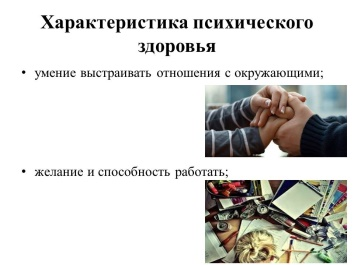 Характеристика психического
здоровья
• умение выстраивать отношения с окружающими;
• желание и способность работать;